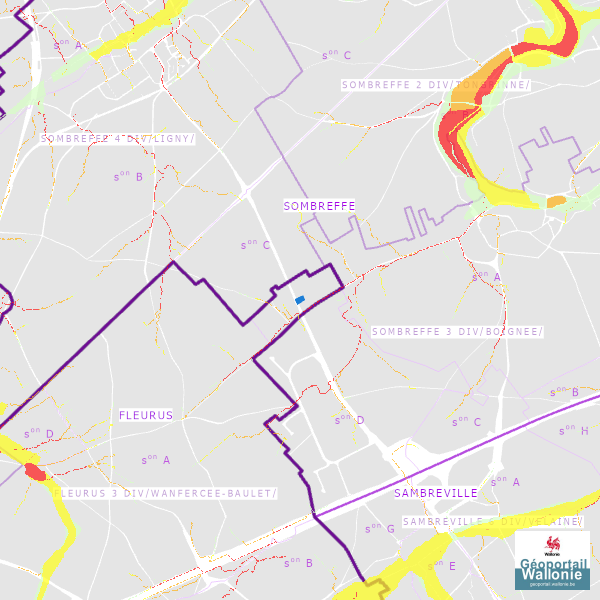 sᵒⁿ C
SOMBREFFE 2 DIV/TONGRINNE/
SOMBREFFE 4 DIV/LIGNY/
sᵒⁿ B
SOMBREFFE
sᵒⁿ C
sᵒⁿ A
SOMBREFFE 3 DIV/BOIGNEE/
sᵒⁿ B
FLEURUS
sᵒⁿ D
sᵒⁿ C
sᵒⁿ H
sᵒⁿ D
sᵒⁿ A
sᵒⁿ A
FLEURUS 3 DIV/WANFERCEE-BAULET/
SAMBREVILLE
SAMBREVILLE 6 DIV/VELAINE/
sᵒⁿ G
sᵒⁿ B
sᵒⁿ E
Wallonie
Géoportail
Wallonie
geoportail.wallonie.be